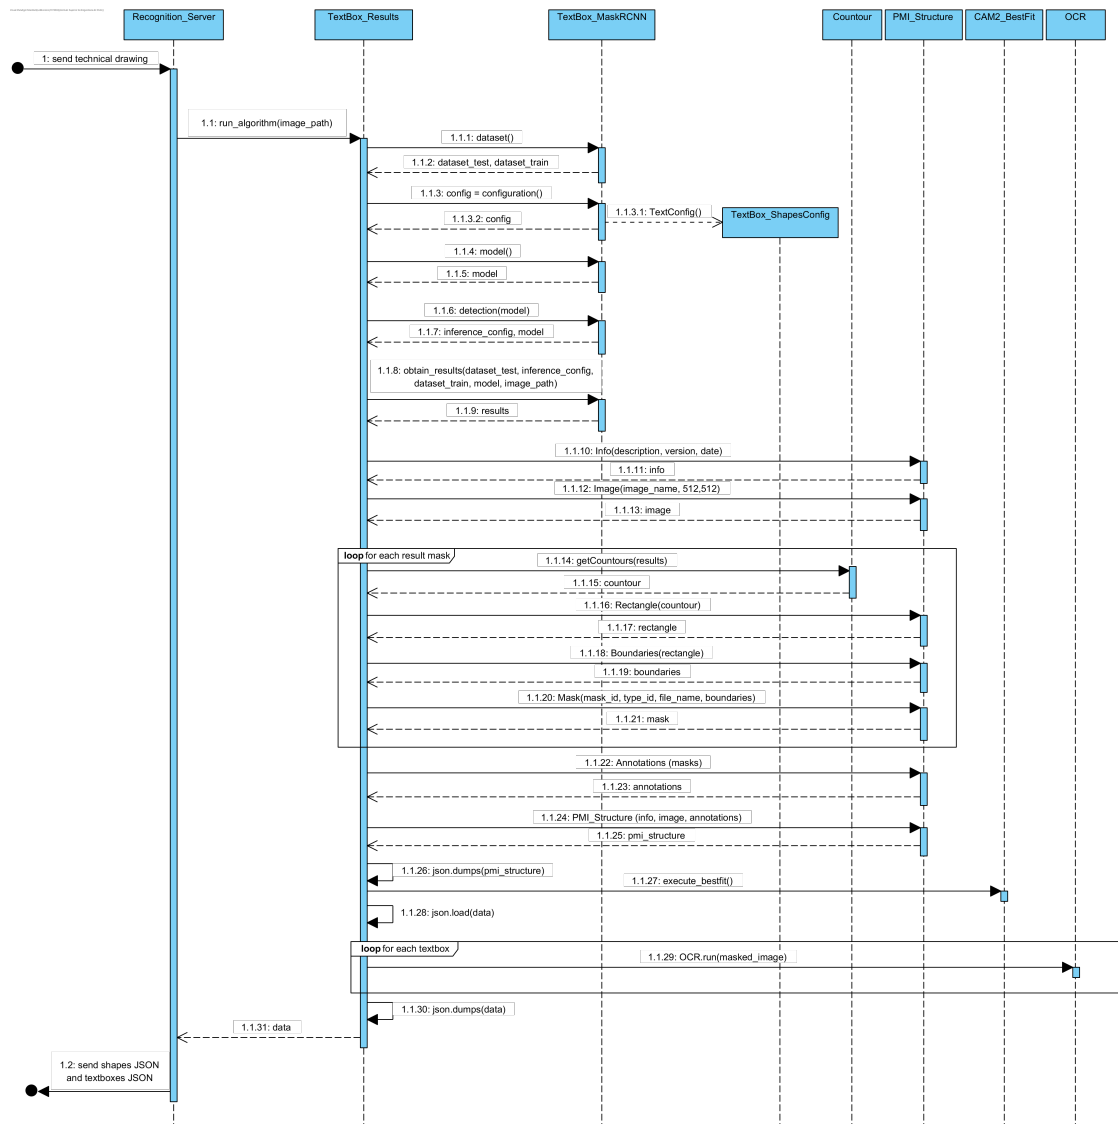 Recognition_Server
TextBox_Results
TextBox_MaskRCNN
Countour
PMI_Structure
CAM2_BestFit
OCR
1: send technical drawing
1.1: run_algorithm(image_path)
1.1.1: dataset()
1.1.2: dataset_test, dataset_train
1.1.3: config = configuration()
1.1.3.1: TextConfig()
TextBox_ShapesConfig
1.1.3.2: config
1.1.4: model()
1.1.5: model
1.1.6: detection(model)
1.1.7: inference_config, model
1.1.8: obtain_results(dataset_test, inference_config,
dataset_train, model, image_path)
1.1.9: results
1.1.10: Info(description, version, date)
1.1.11: info
1.1.12: Image(image_name, 512,512)
1.1.13: image
loop for each result mask
1.1.14: getCountours(results)
1.1.15: countour
1.1.16: Rectangle(countour)
1.1.17: rectangle
1.1.18: Boundaries(rectangle)
1.1.19: boundaries
1.1.20: Mask(mask_id, type_id, file_name, boundaries)
1.1.21: mask
1.1.22: Annotations (masks)
1.1.23: annotations
1.1.24: PMI_Structure (info, image, annotations)
1.1.25: pmi_structure
1.1.26: json.dumps(pmi_structure)
1.1.27: execute_bestfit()
1.1.28: json.load(data)
loop for each textbox
1.1.29: OCR.run(masked_image)
1.1.30: json.dumps(data)
1.1.31: data
1.2: send shapes JSON
and textboxes JSON